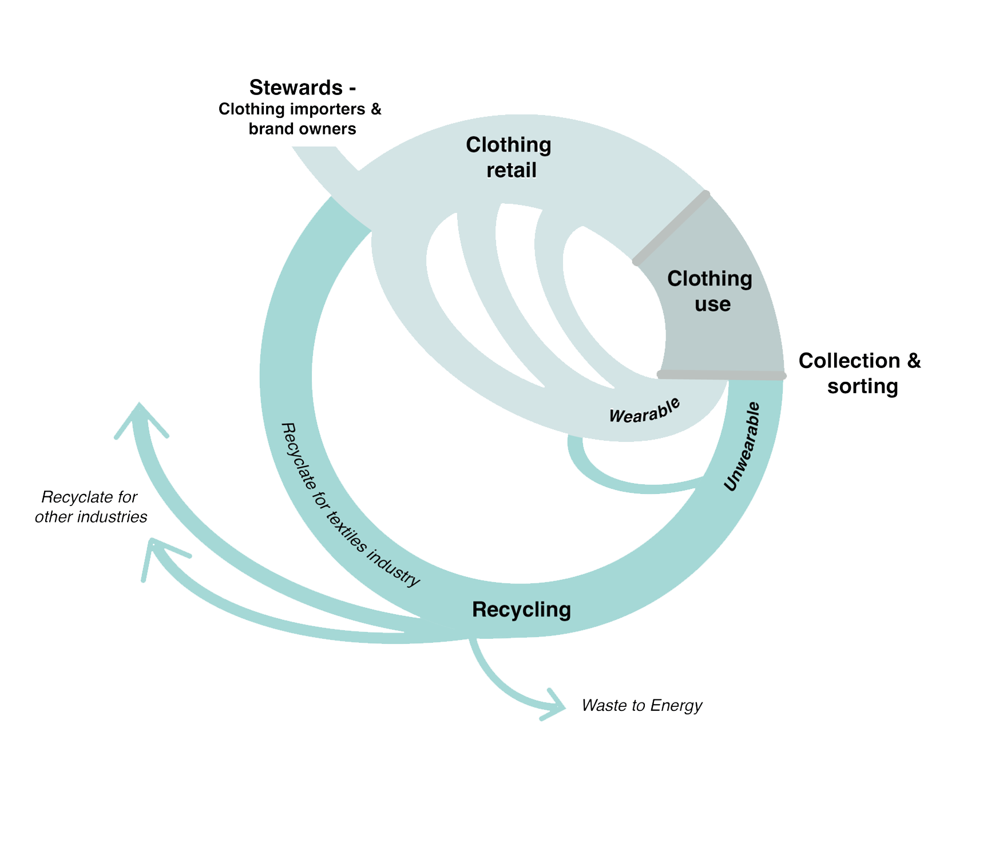 Stewards -
Clothing importers &
brand owners
Clothing
retail
Clothing
use
Collection &
sorting
Wearable
Unwearable
Recyclate for textiles industry
Recyclate for
other industries
Recycling
Waste to Energy